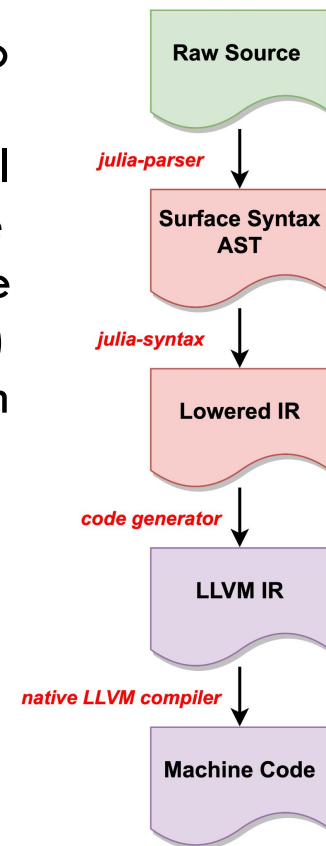 Raw Source
julia-parser
Surface Syntax
AST
julia-syntax
Lowered IR
code generator
LLVM IR
native LLVM compiler
Machine Code